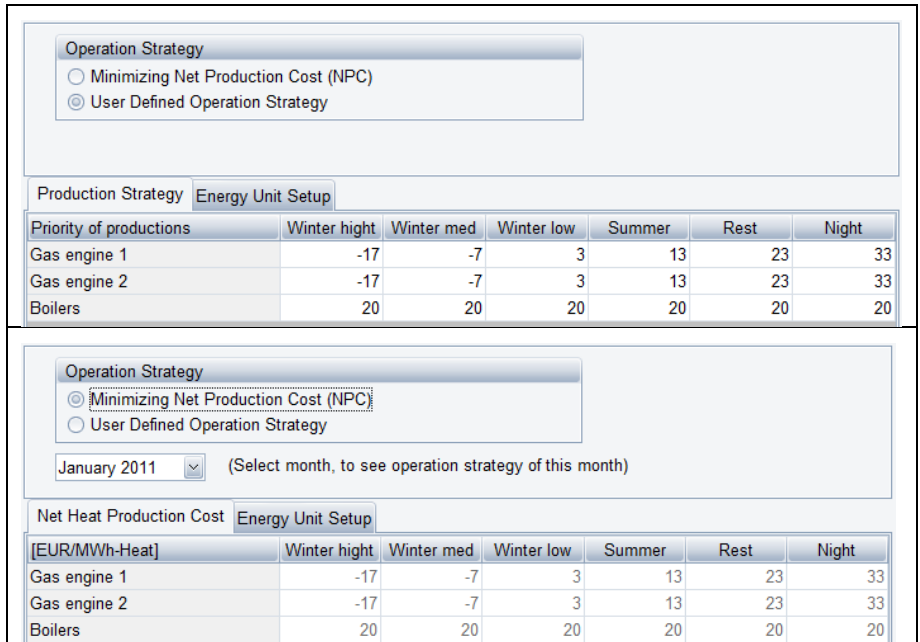 Operation Strategy
Minimizing Net Production Cost (NPC)
User Defined Operation Strategy
Production Strategy Energy Unit Setup
Priority of productions Winter hight Winter med Winter low Summer Rest Night
Gas engine 1 -17 -7 3 13 23 33
Gas engine 2 -17 -7 3 13 23 33
Boilers 20 20 20 20 20 20
Operation Strategy
Minimizing Net Production Cost (NPC)
User Defined Operation Strategy
January 2011 (Select month, to see operation strategy of this month)
Net Heat Production Cost Energy Unit Setup
[EUR/MWh-Heat] Winter hight Winter med Winter low Summer Rest Night
Gas engine 1 -17 -7 3 13 23 33
Gas engine 2 -17 -7 3 13 23 33
Boilers 20 20 20 20 20 20